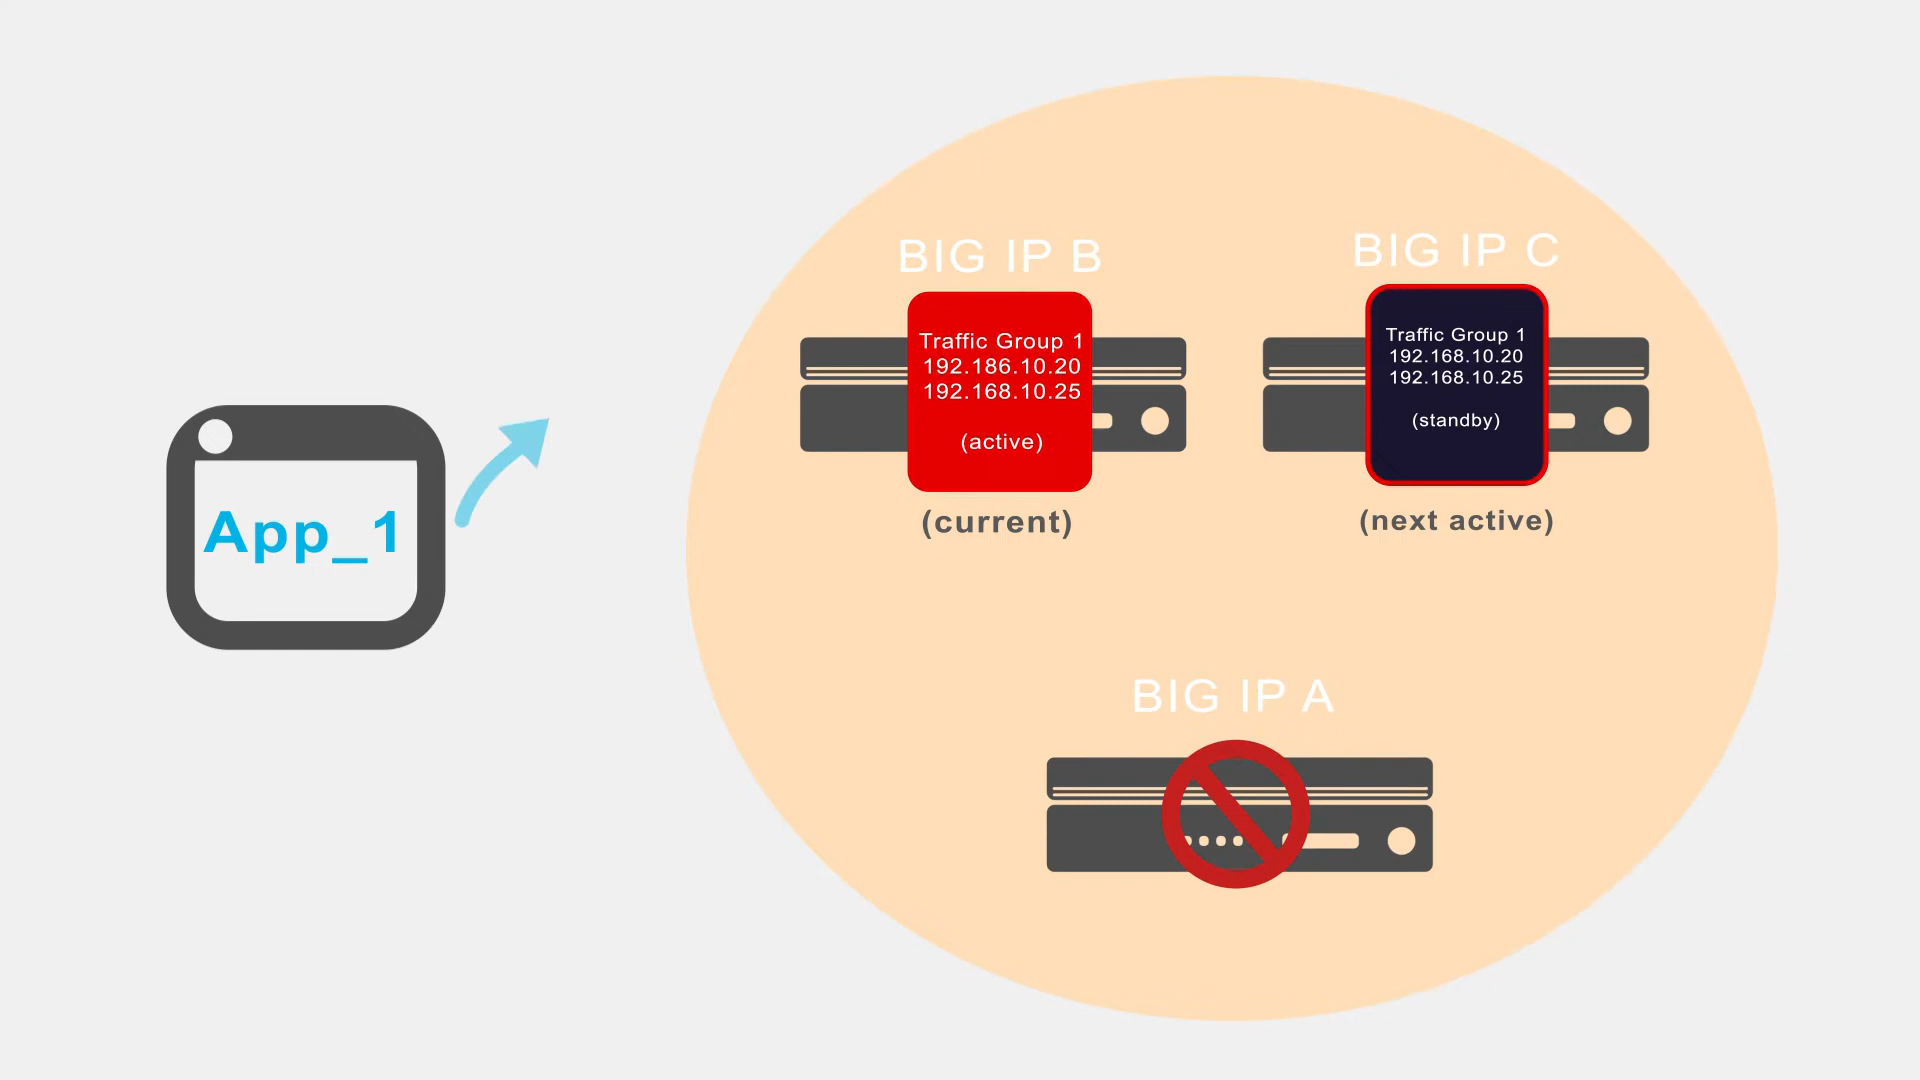 BIG IP B
Traffic Group 1
192.186.10.20
192.168.10.25
(active)
(current)
BIG IP C
Traffic Group 1
192.168.10.20
192.168.10.25
(standby)
(next active)
App_1
BIG IP A